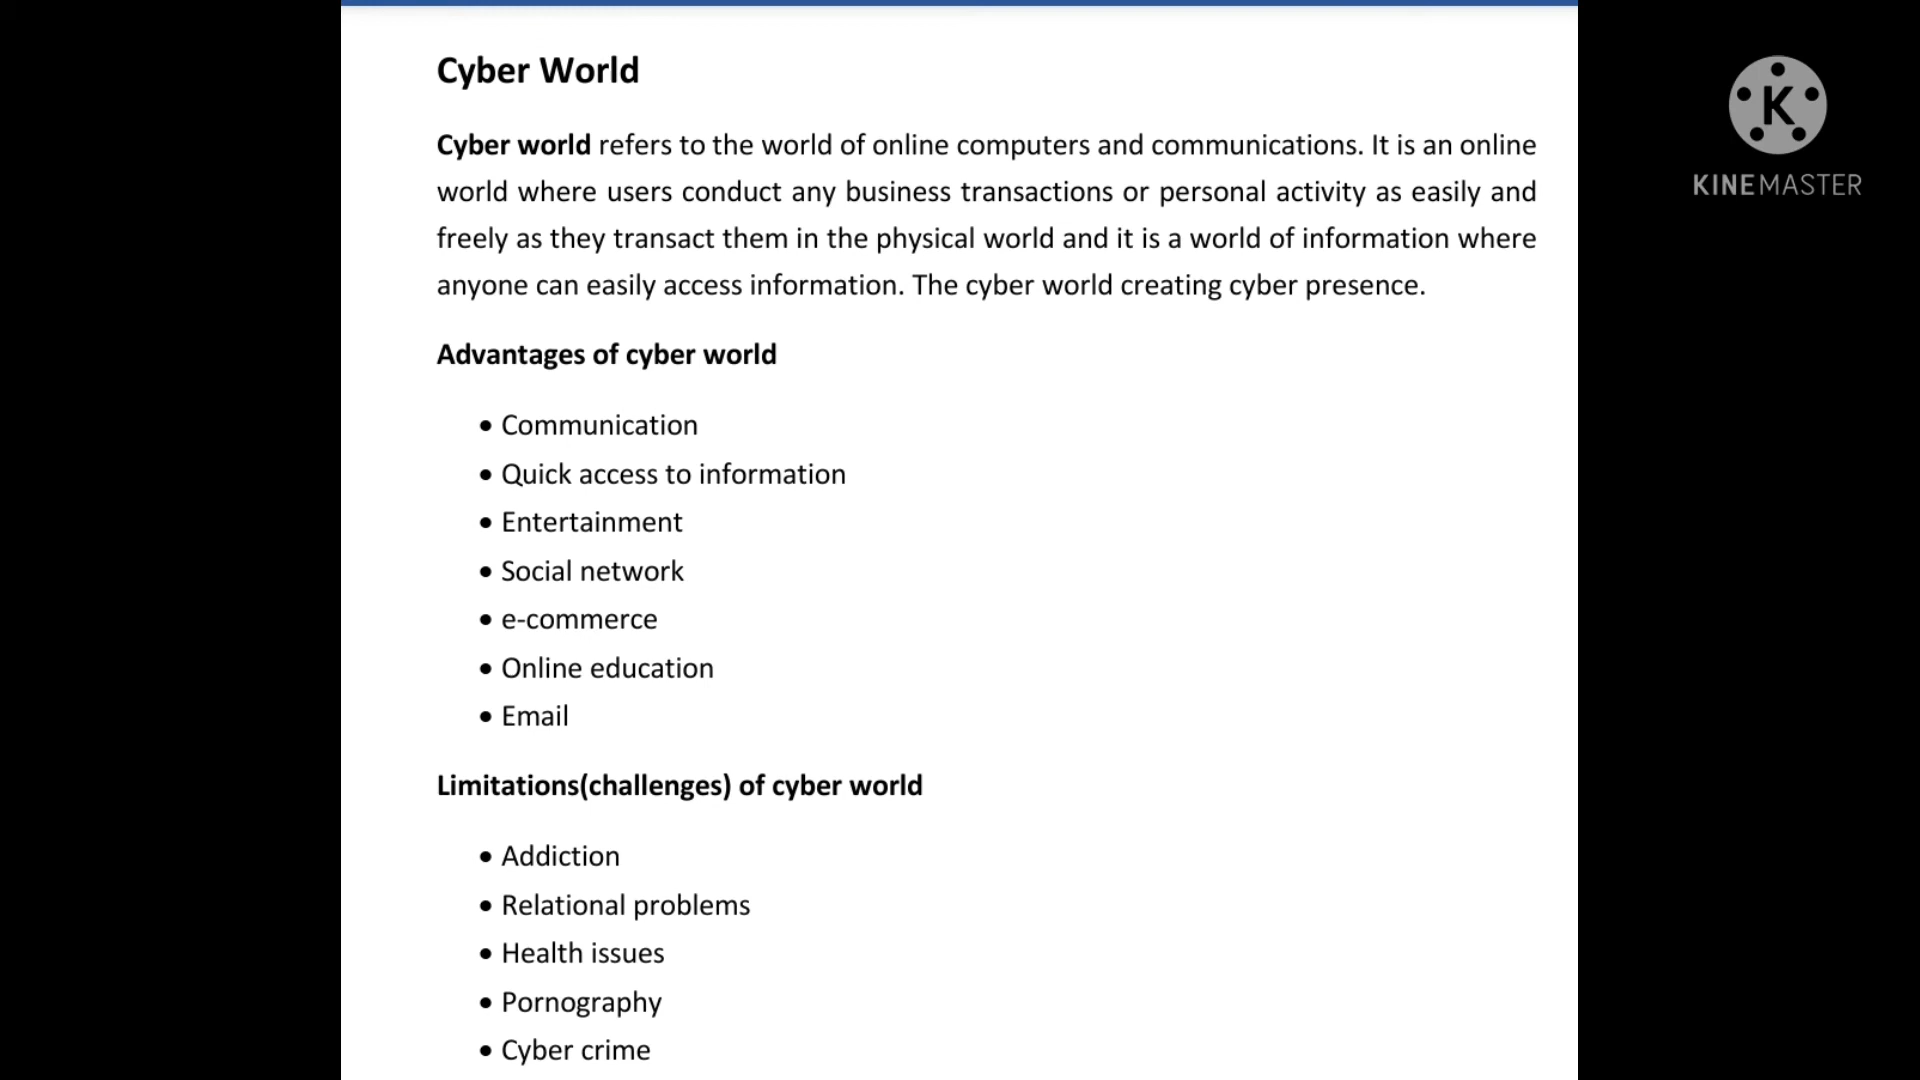 Cyber World
Cyber world refers to the world of online computers and communications. It is an online
world where users conduct any business transactions or personal activity as easily and
freely as they transact them in the physical world and it is a world of information where
anyone can easily access information. The cyber world creating cyber presence.
Advantages of cyber world
• Communication
• Quick access to information
• Entertainment
• Social network
• e-commerce
• Online education
• Email
Limitations(challenges) of cyber world
• Addiction
• Relational problems
• Health issues
• Pornography
• Cyber crime
K
KINEMASTER